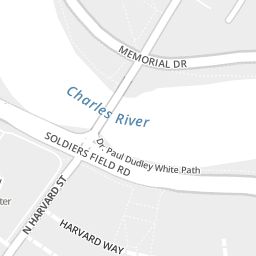 MEMORIAL DR
Charles River
Dr. Paul Dudley White Path
SOLDIERS FIELD RD
N HARVARD ST
HARVARD WAY